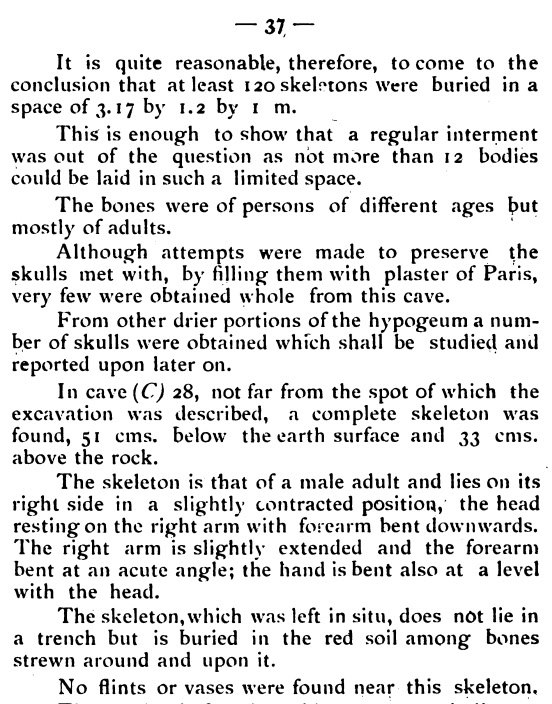 — 37 —
It is quite reasonable, therefore, to come to the
conclusion that at least 120 skeletons were buried in a
space of 3.17 by 1.2 by 1 m.
This is enough to show that a regular interment
was out of the question as not more than 12 bodies
could be laid in such a limited space.
The bones were of persons of different ages but
mostly of adults.
Although attempts were made to preserve the
skulls met with, by filling them with plaster of Paris,
very few were obtained whole from this cave.
From other drier portions of the hypogeum a num-
ber of skulls were obtained which shall be studied and
reported upon later on.
In cave (C) 28, not far from the spot of which the
excavation was described, a complete skeleton was
found, 51 cms. below the earth surface and 33 cms.
above the rock.
The skeleton is that of a male adult and lies on its
right side in a slightly contracted position, the head
resting on the right arm with forearm bent downwards.
The right arm is slightly extended and the forearm
bent at an acute angle; the hand is bent also at a level
with the head.
The skeleton, which was left in situ, does not lie in
a trench but is buried in the red soil among bones
strewn around and upon it.
No flints or vases were found near this skeleton.